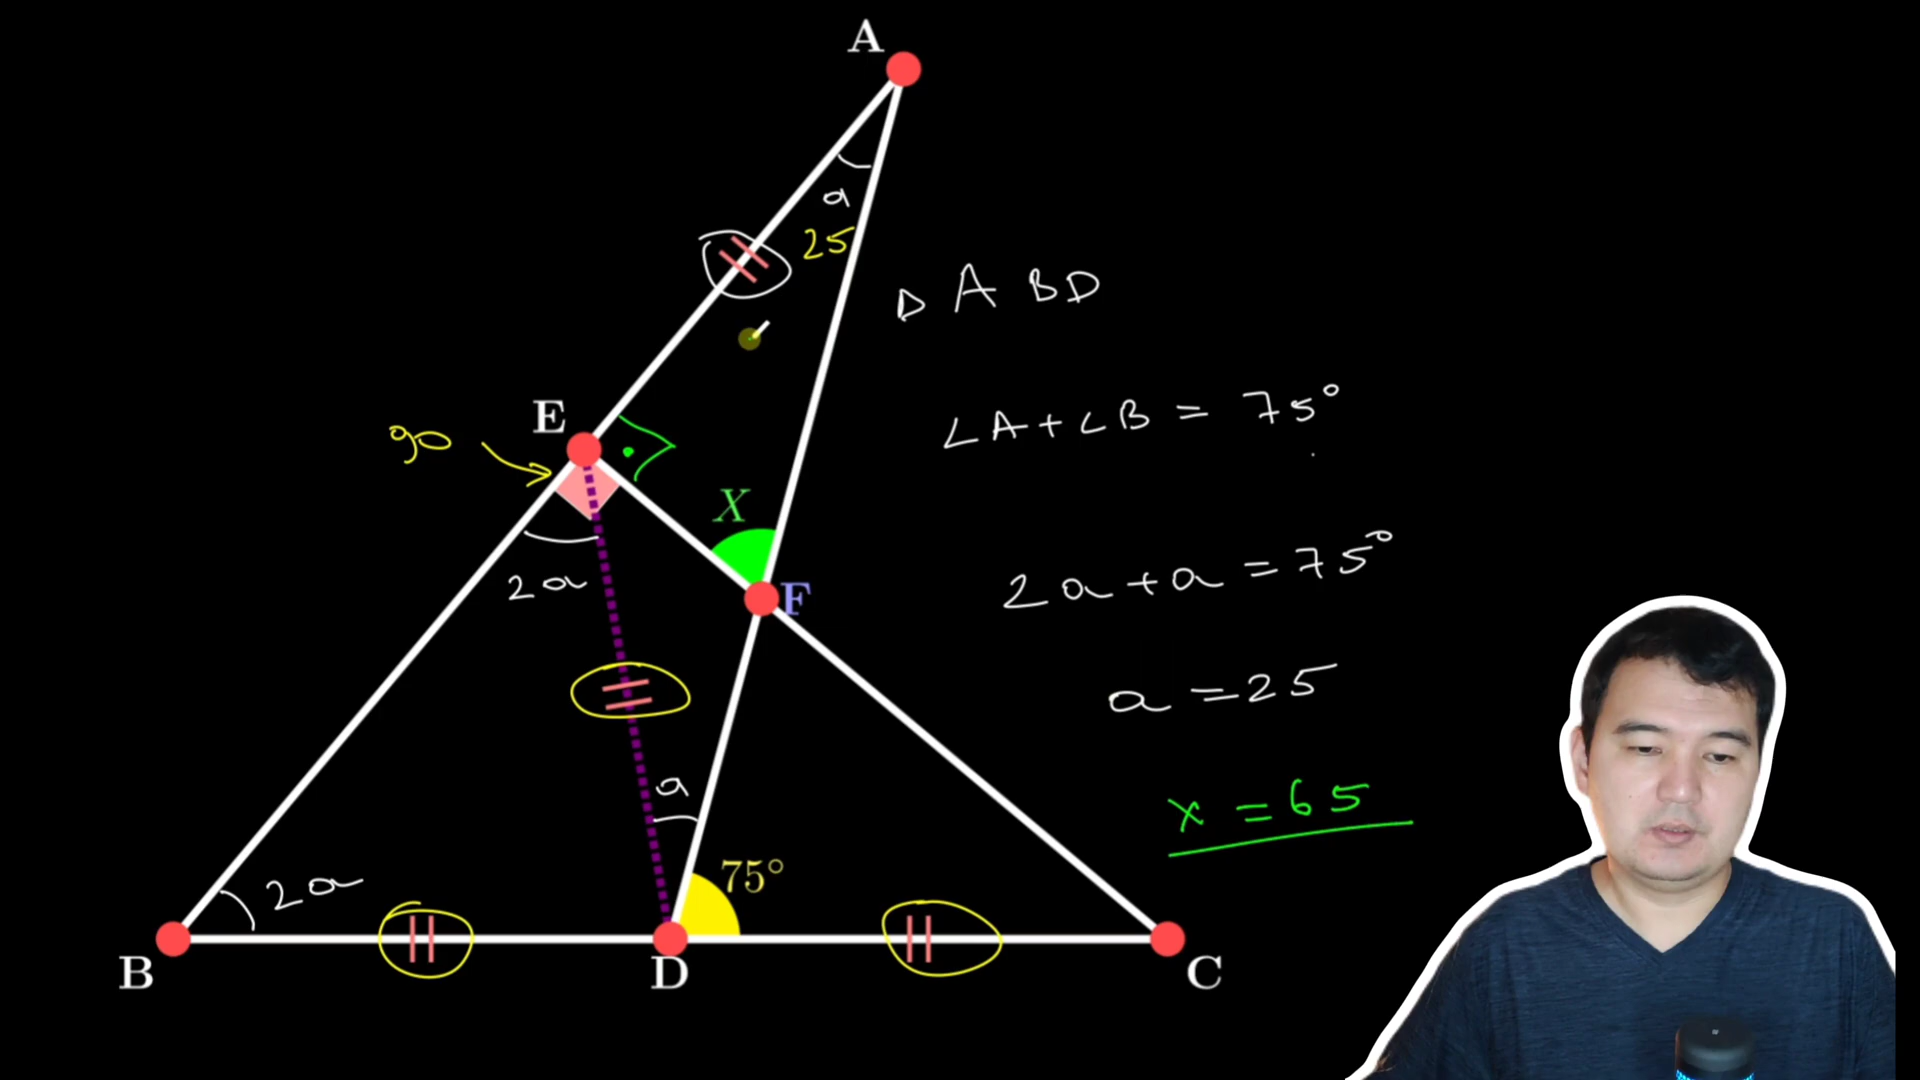 A
a
25
△ ABD
E
90
∠A+∠B = 75°
X
2a
F
2a+a=75°
a=25
a
x=65
75°
2a
B
D
C